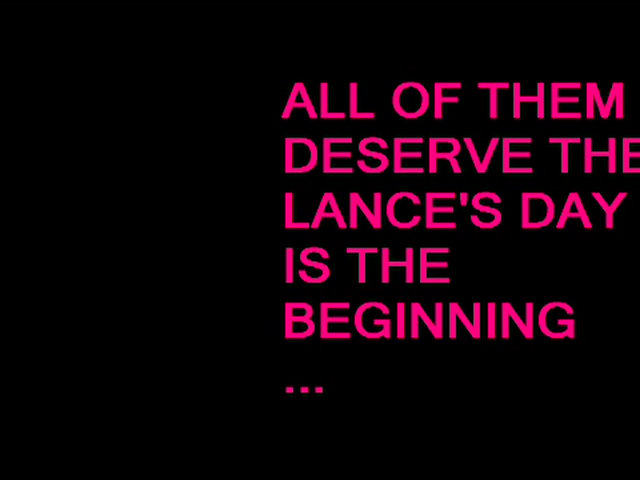 ALL OF THEM
DESERVE THE
LANCE'S DAY
IS THE
BEGINNING
...